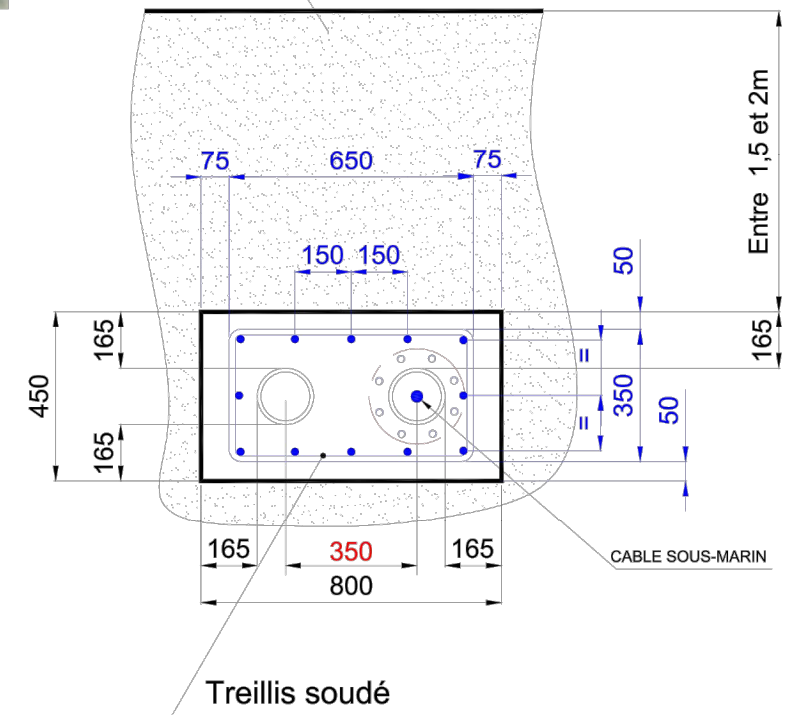 75 650 75
Entre 1,5 et 2m
150 150
50
165 = 165
450 350
= 50
165
165 350 165
CABLE SOUS-MARIN
800
Treillis soudé